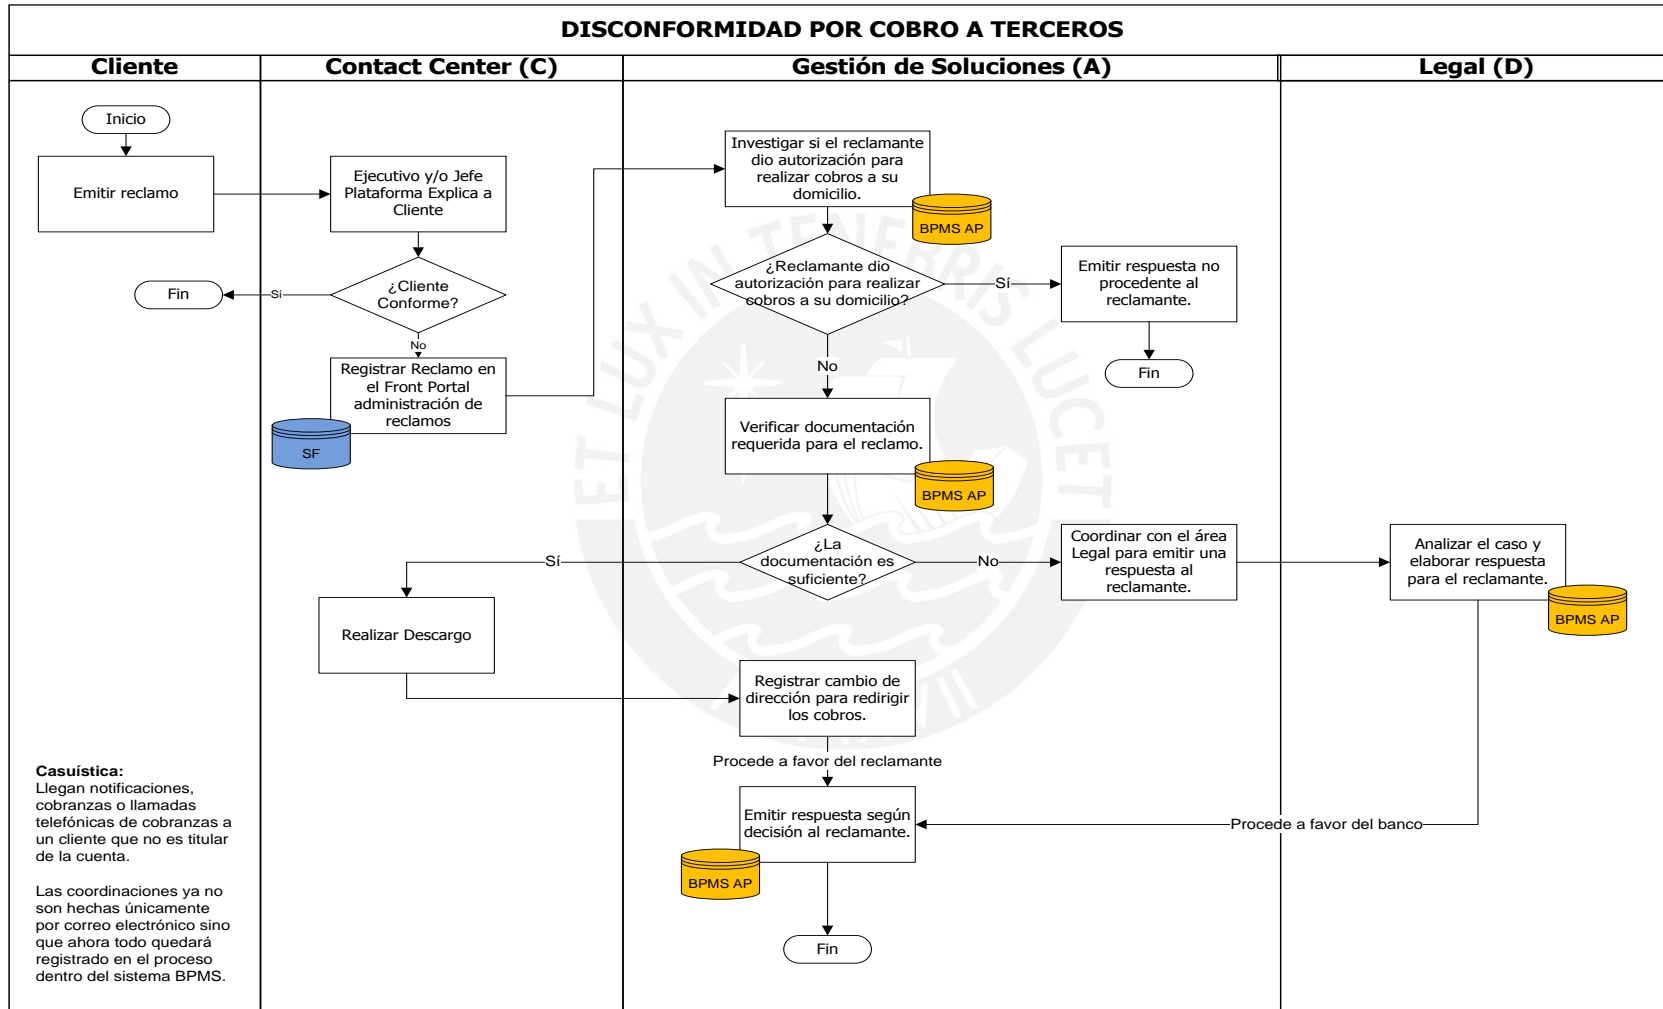 DISCONFORMIDAD POR COBRO A TERCEROS
Cliente
Contact Center (C)
Gestión de Soluciones (A)
Legal (D)
Inicio
Emitir reclamo
Ejecutivo y/o Jefe
Plataforma Explica a
Cliente
¿Cliente
Conforme?
Sí
Fin
No
Registrar Reclamo en
el Front Portal
administración de
reclamos
SF
Investigar si el reclamante
dio autorización para
realizar cobros a su
domicilio.
BPMS AP
¿Reclamante dio
autorización para realizar
cobros a su domicilio?
Sí
Emitir respuesta no
procedente al
reclamante.
Fin
No
Verificar documentación
requerida para el reclamo.
BPMS AP
¿La
documentación es
suficiente?
Sí
No
Coordinar con el área
Legal para emitir una
respuesta al
reclamante.
Analizar el caso y
elaborar respuesta
para el reclamante.
BPMS AP
Realizar Descargo
Registrar cambio de
dirección para redirigir
los cobros.
Procede a favor del reclamante
Emitir respuesta según
decisión al reclamante.
BPMS AP
Procede a favor del banco
Fin
Casuística:
Llegan notificaciones,
cobranzas o llamadas
telefónicas de cobranzas a
un cliente que no es titular
de la cuenta.
Las coordinaciones ya no
son hechas únicamente
por correo electrónico sino
que ahora todo quedará
registrado en el proceso
dentro del sistema BPMS.
ET LUX IN TENEBRIS LUCET